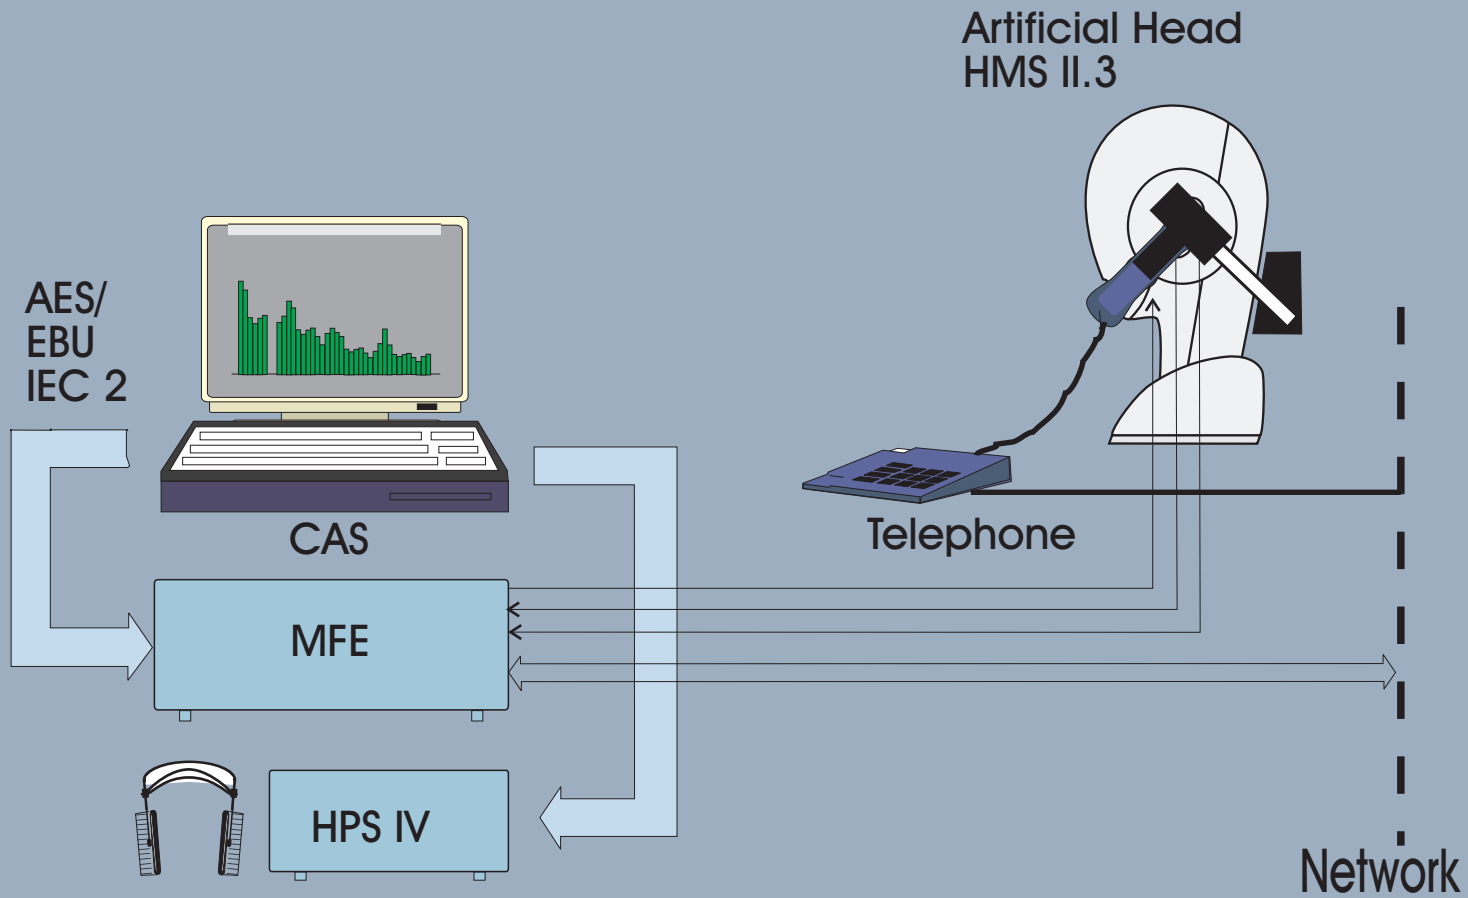 Artificial Head
HMS II.3
AES/
EBU
IEC 2
CAS
Telephone
MFE
HPS IV
Network